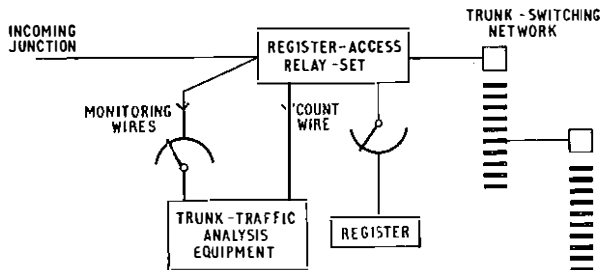 INCOMING
JUNCTION
REGISTER-ACCESS
RELAY-SET
TRUNK-SWITCHING
NETWORK
MONITORING
WIRES
COUNT
WIRE
TRUNK-TRAFFIC
ANALYSIS
EQUIPMENT
REGISTER